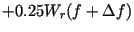 $+0.25W_r(f + \Delta f)$